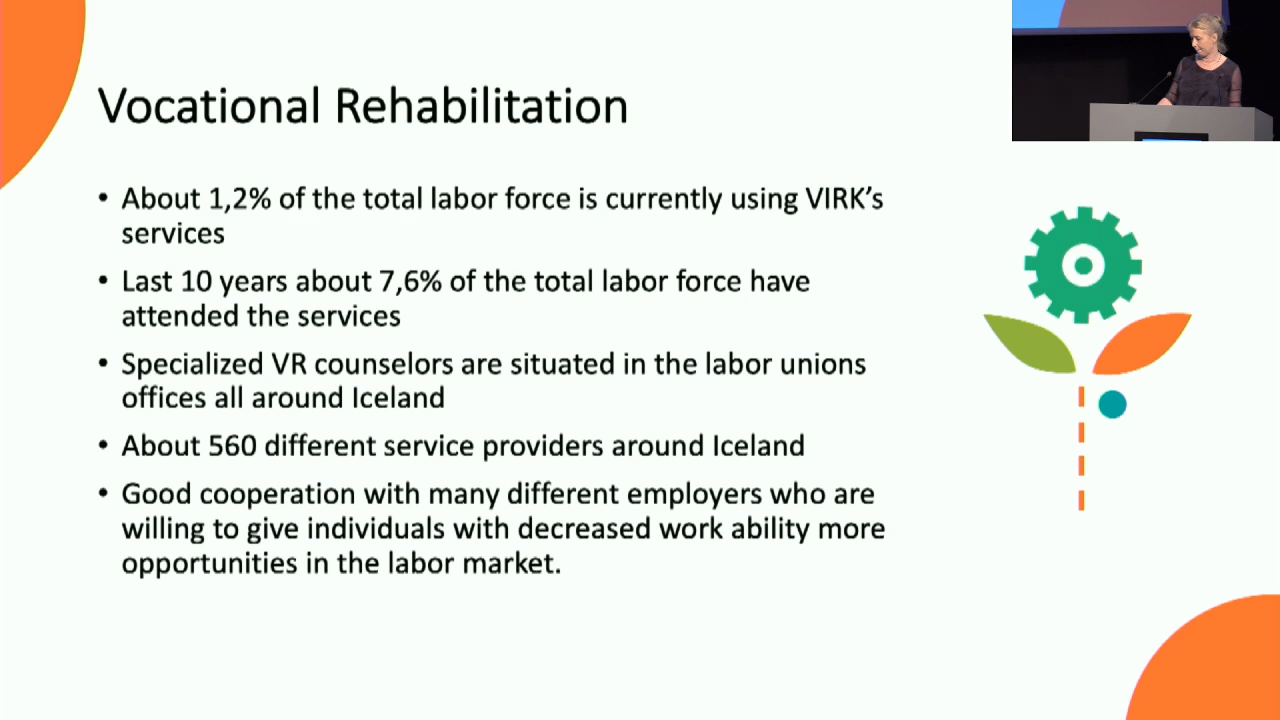 Vocational Rehabilitation
• About 1,2% of the total labor force is currently using VIRK's
services
• Last 10 years about 7,6% of the total labor force have
attended the services
• Specialized VR counselors are situated in the labor unions
offices all around Iceland
• About 560 different service providers around Iceland
• Good cooperation with many different employers who are
willing to give individuals with decreased work ability more
opportunities in the labor market.